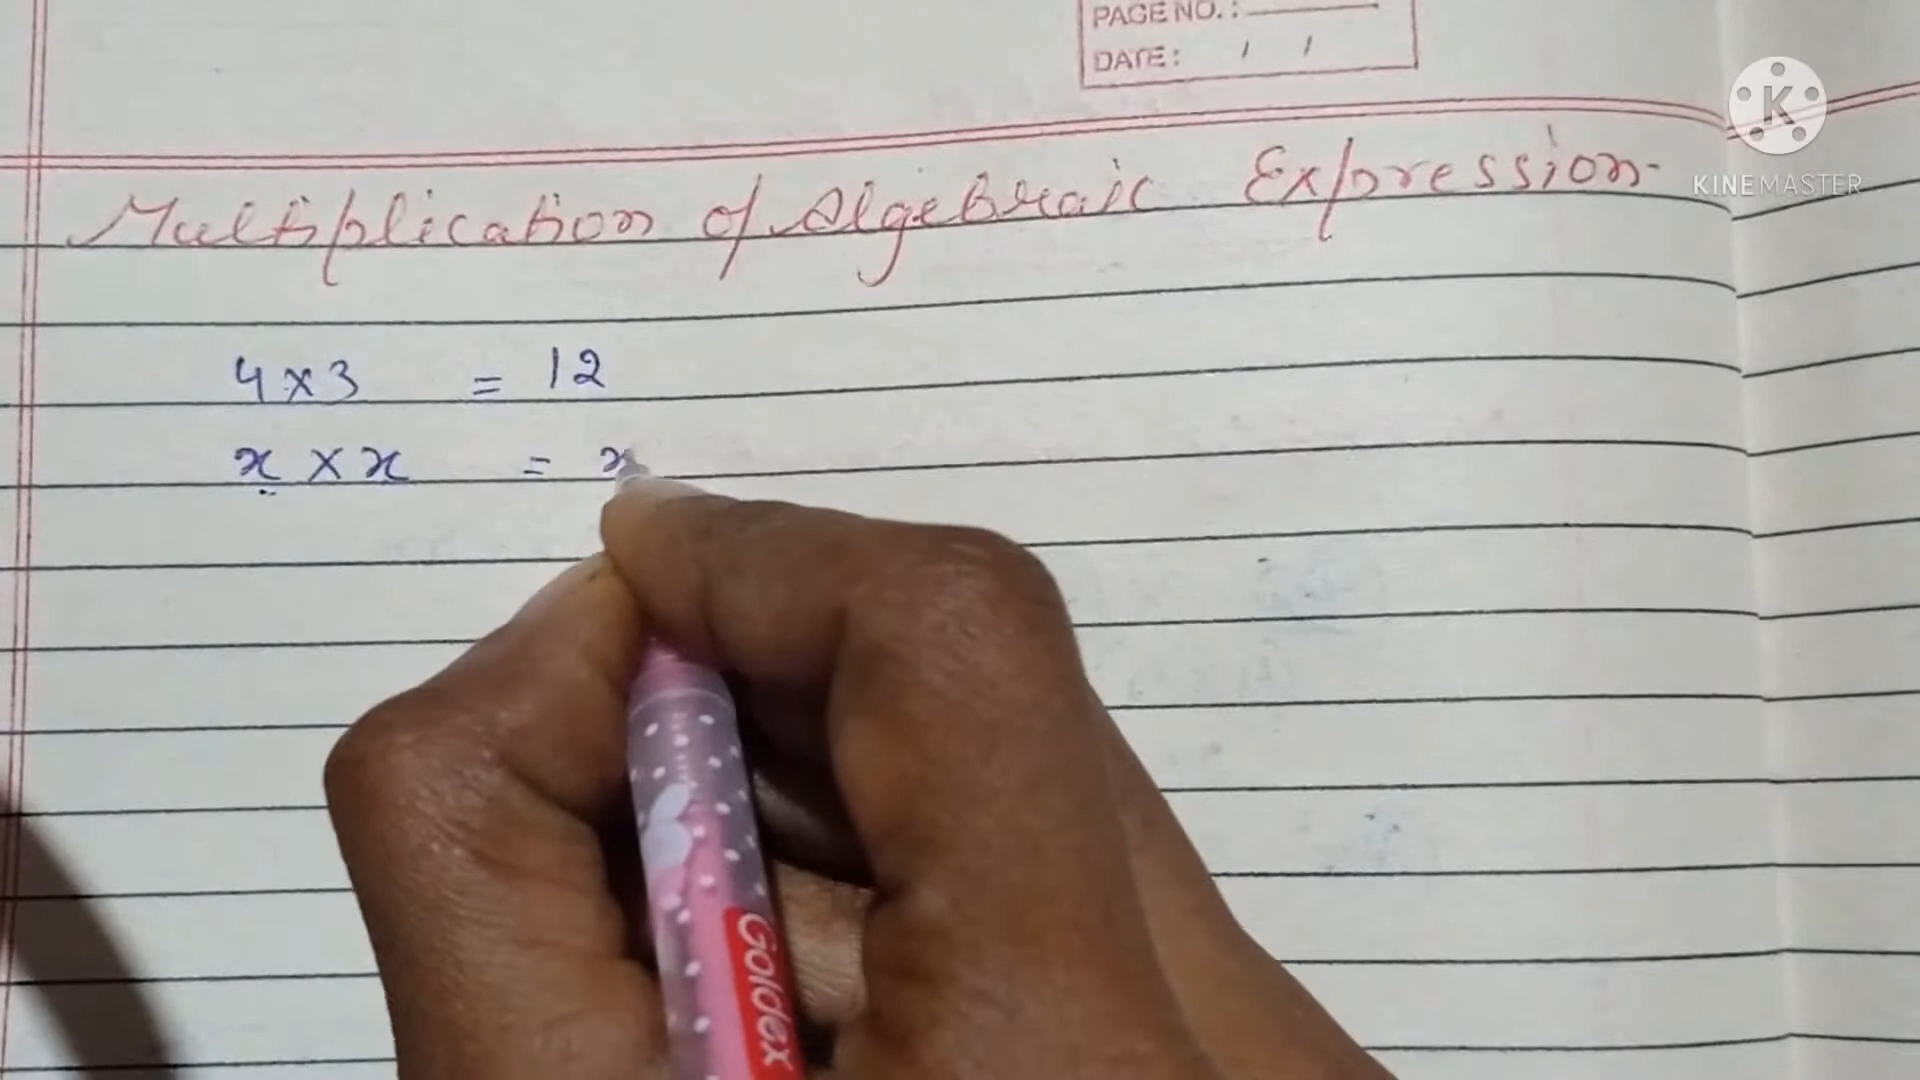 PAGE NO.:
DATE: / /
KINEMASTER
Multiplication of Algebraic Expression
4 x 3 = 12
x × x = x
Goldex